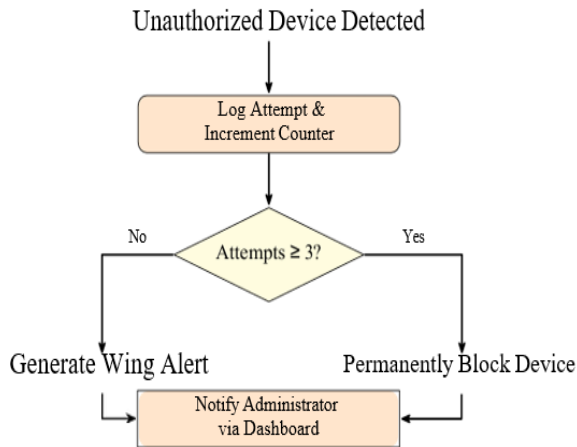 Unauthorized Device Detected
Log Attempt &
Increment Counter
Attempts ≥ 3?
No
Yes
Generate Wing Alert
Permanently Block Device
Notify Administrator
via Dashboard